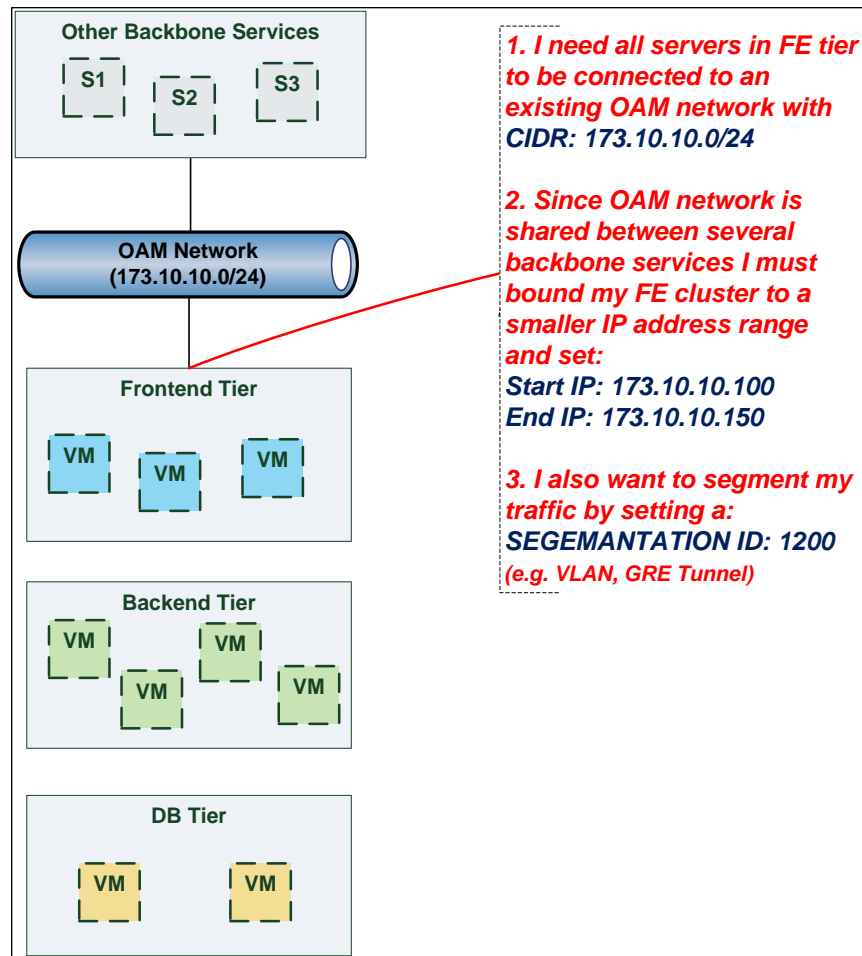 Other Backbone Services
S1
S2
S3
OAM Network
(173.10.10.0/24)
Frontend Tier
VM
VM
VM
Backend Tier
VM
VM
VM
VM
DB Tier
VM
VM
1. I need all servers in FE tier
to be connected to an
existing OAM network with
CIDR: 173.10.10.0/24
2. Since OAM network is
shared between several
backbone services I must
bound my FE cluster to a
smaller IP address range
and set:
Start IP: 173.10.10.100
End IP: 173.10.10.150
3. I also want to segment my
traffic by setting a:
SEGEMANTATION ID: 1200
(e.g. VLAN, GRE Tunnel)